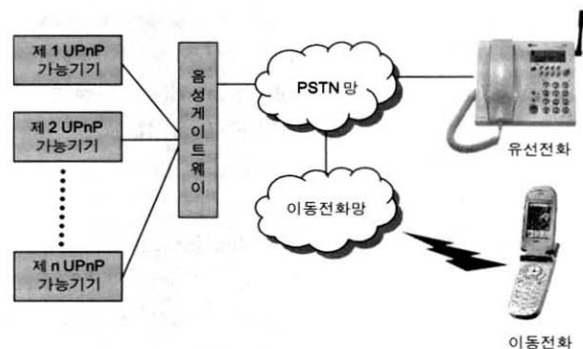 제 1 UPnP
가능기기
제 2 UPnP
가능기기
제 n UPnP
가능기기
음성게이트웨이
PSTN 망
이동전화망
유선전화
이동전화